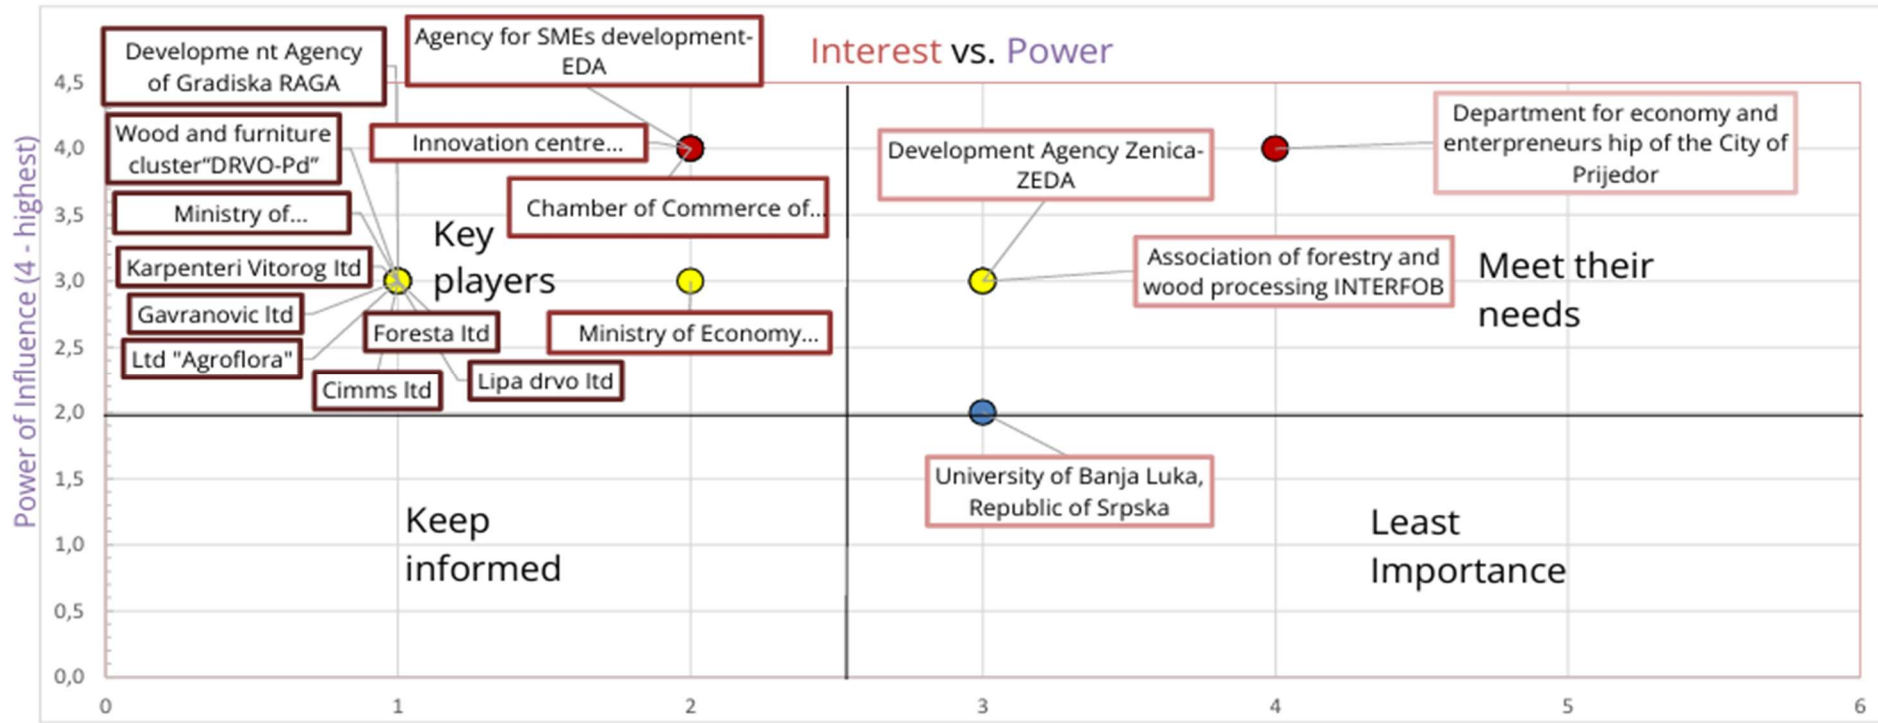 Interest vs. Power
Developme nt Agency
of Gradiska RAGA
Agency for SMEs development-
EDA
Wood and furniture
cluster“DRVO-Pd”
Innovation centre...
Ministry of...
Chamber of Commerce of...
Karpenteri Vitorog ltd
Gavranovic ltd
Ltd "Agroflora"
Foresta ltd
Cimms ltd
Lipa drvo ltd
Ministry of Economy...
Key
players
Development Agency Zenica-
ZEDA
Department for economy and
enterpreneurs hip of the City of
Prijedor
Association of forestry and
wood processing INTERFOB
Meet their
needs
University of Banja Luka,
Republic of Srpska
Keep
informed
Least
Importance
Power of Influence (4 - highest)
4,5
4,0
3,5
3,0
2,5
2,0
1,5
1,0
0,5
0,0
0 1 2 3 4 5 6